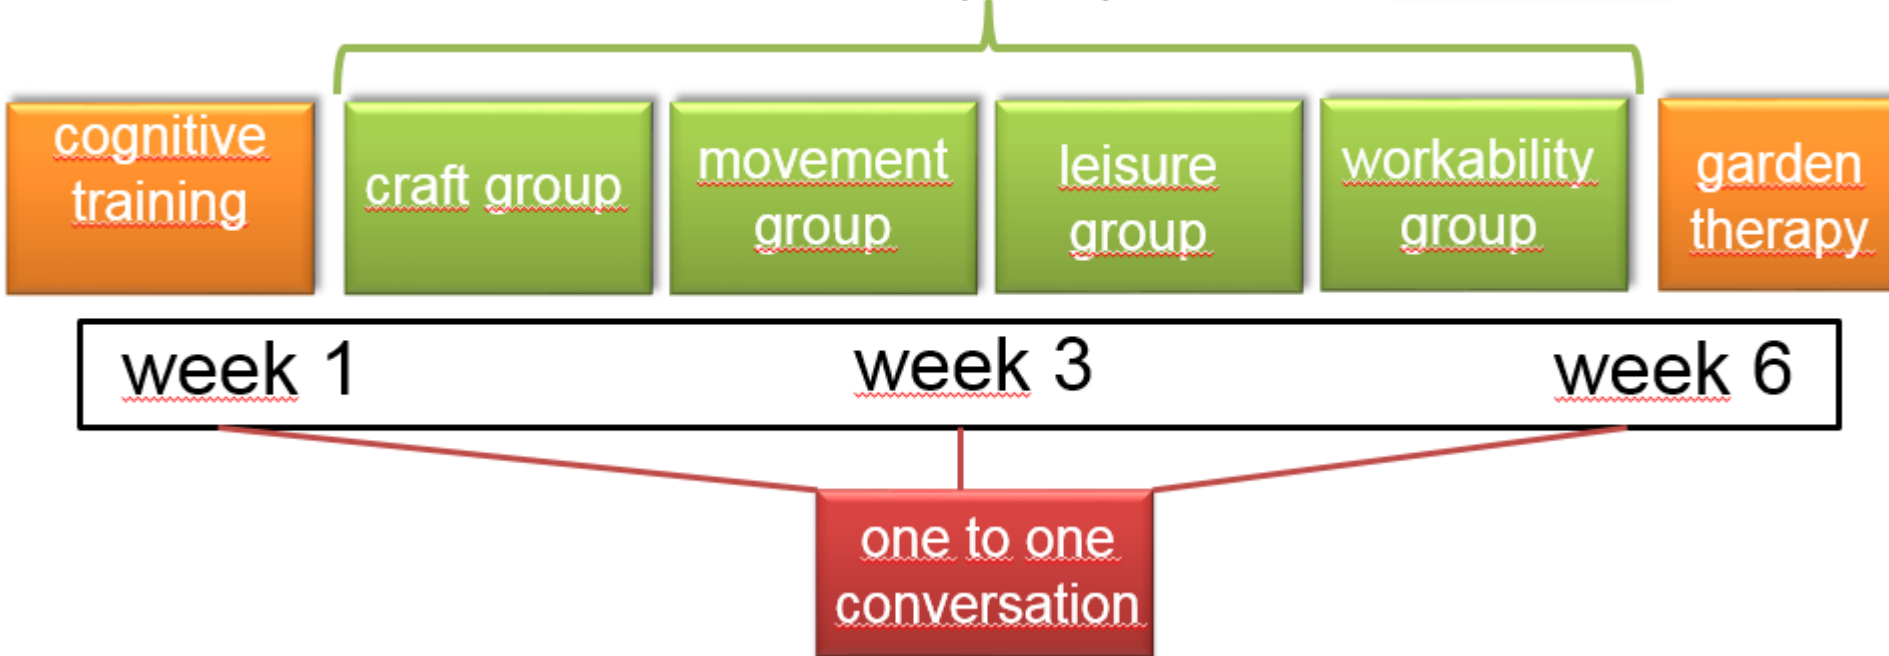 cognitive
training
craft group
movement
group
leisure
group
workability
group
garden
therapy
week 1
week 3
week 6
one to one
conversation